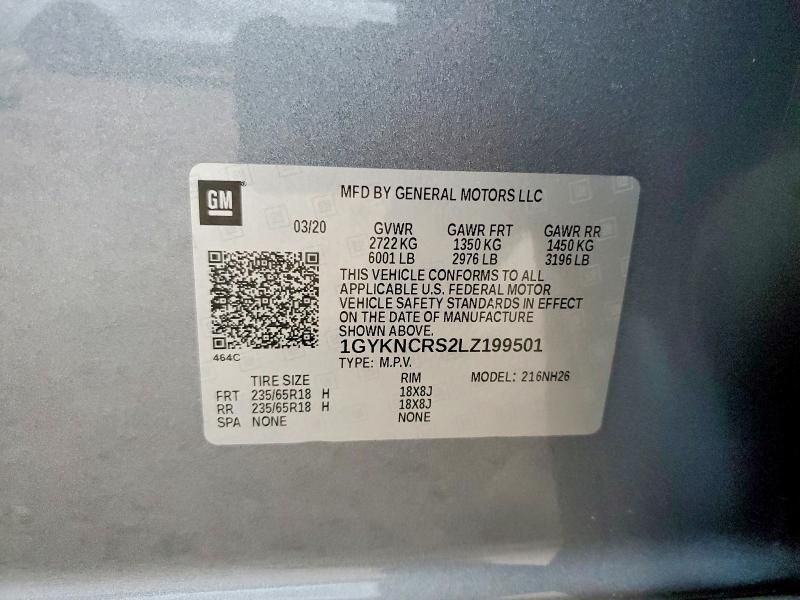 GM
MFD BY GENERAL MOTORS LLC
03/20 GVWR GAWR FRT GAWR RR
2722 KG 1350 KG 1450 KG
6001 LB 2976 LB 3196 LB
THIS VEHICLE CONFORMS TO ALL
APPLICABLE U.S. FEDERAL MOTOR
VEHICLE SAFETY STANDARDS IN EFFECT
ON THE DATE OF MANUFACTURE
SHOWN ABOVE.
1GYKNCRS2LZ199501
464C
TYPE: M.P.V.
TIRE SIZE RIM MODEL: 216NH26
FRT 235/65R18 H 18X8J
RR 235/65R18 H 18X8J
SPA NONE NONE